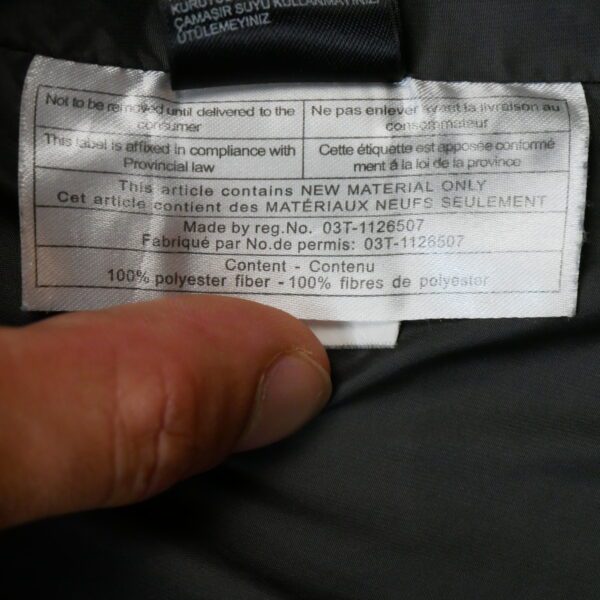 ÇAMAŞIR SUYU KULLANMAYINIZ
ÜTÜLEMEYİNİZ
Not to be removed until delivered to the
consumer
Ne pas enlever avant la livraison au
consommateur
This label is affixed in compliance with
Provincial law
Cette étiquette est apposée conformé
ment á la loi de la province
This article contains NEW MATERIAL ONLY
Cet article contient des MATÉRIAUX NEUFS SEULEMENT
Made by reg.No. 03T-1126507
Fabriqué par No.de permis: 03T-1126507
Content - Contenu
100% polyester fiber - 100% fibres de polyester